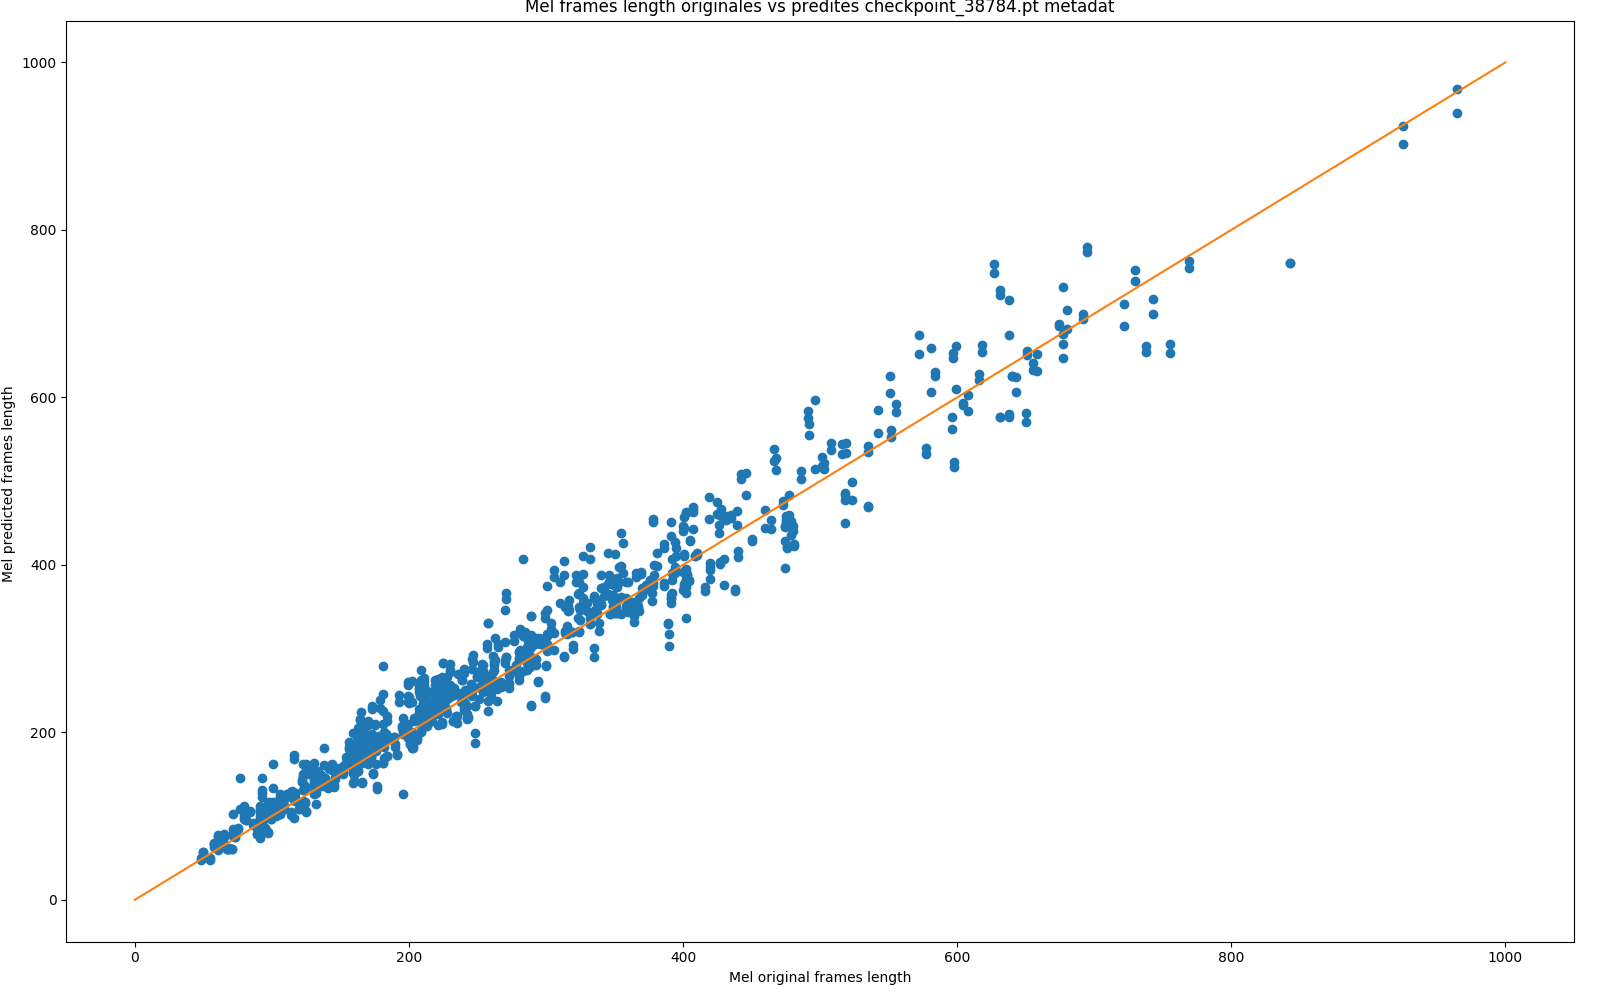 Mel frames length originales vs predites checkpoint_38784.pt metadat
1000
800
600
400
200
0
Mel predicted frames length
0 200 400 600 800 1000
Mel original frames length